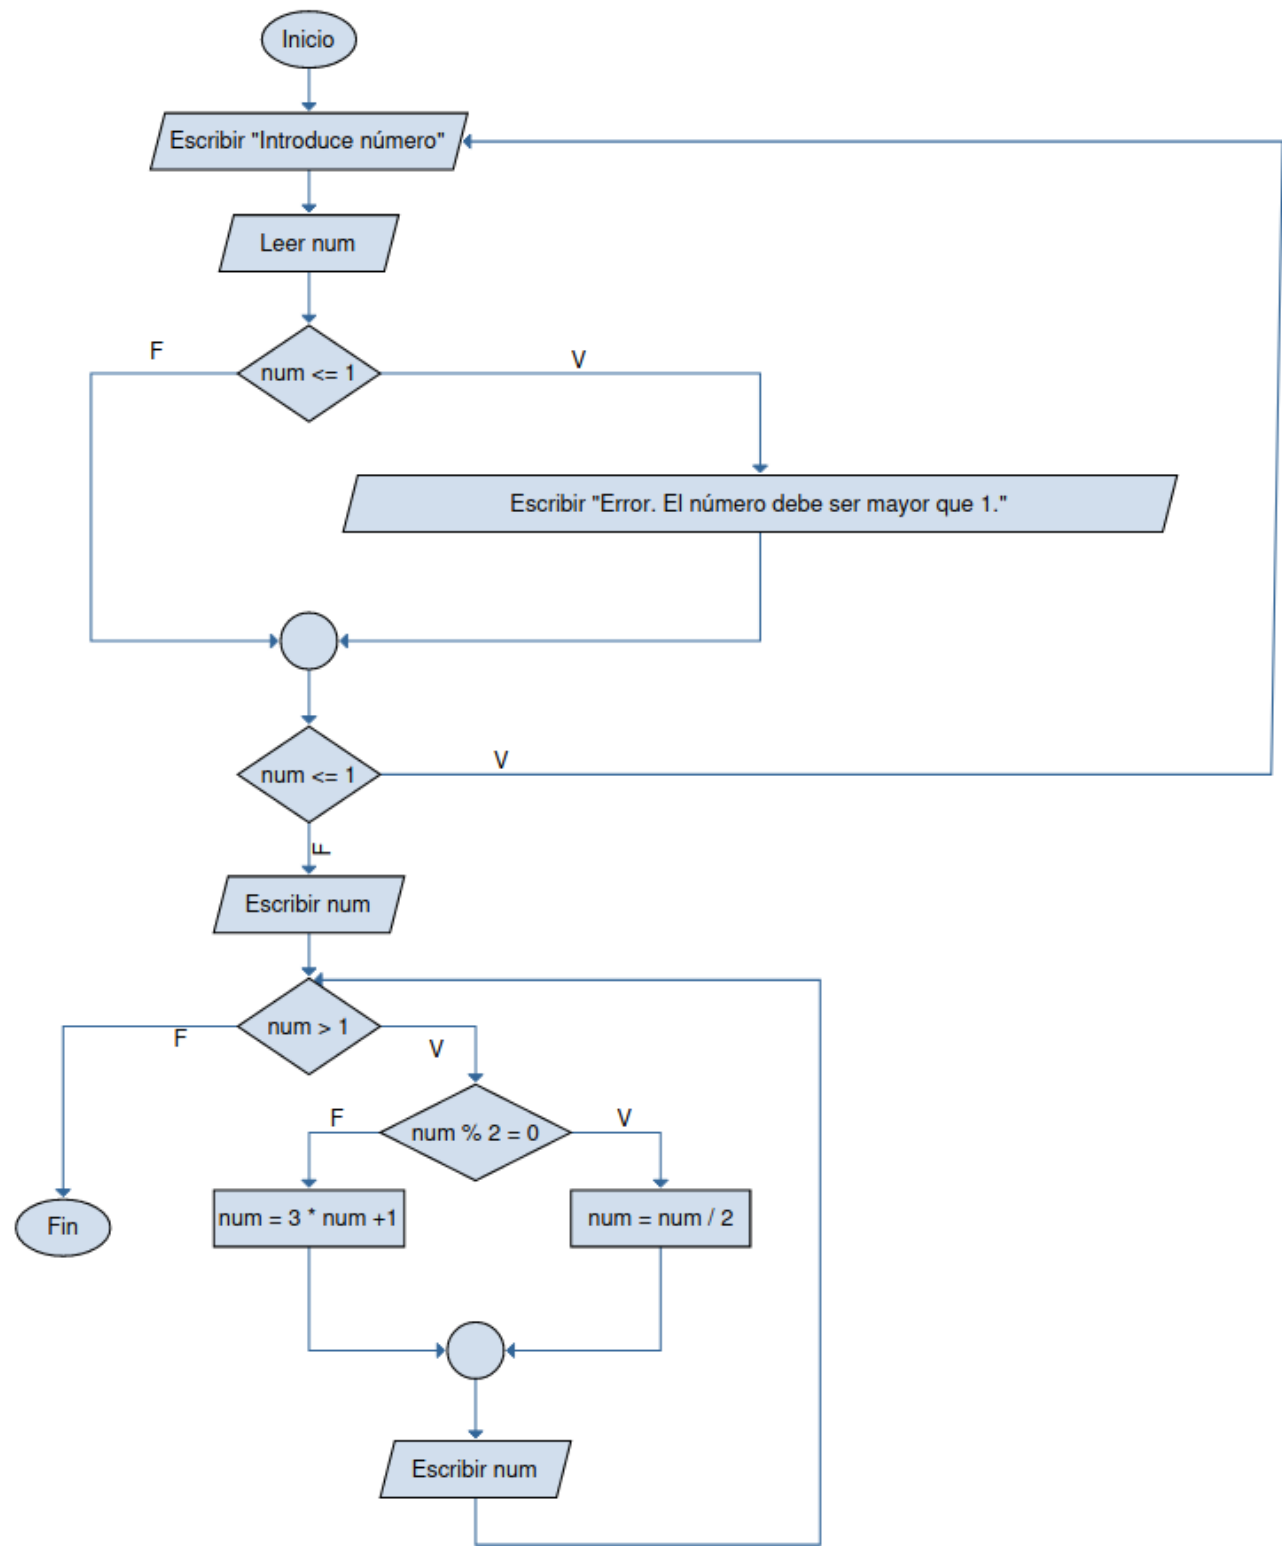 Inicio
Escribir "Introduce número"
Leer num
F
V
num <= 1
Escribir "Error. El número debe ser mayor que 1."
num <= 1
V
F
Escribir num
num > 1
F
V
F
V
num % 2 = 0
Fin
num = 3 * num +1
num = num / 2
Escribir num